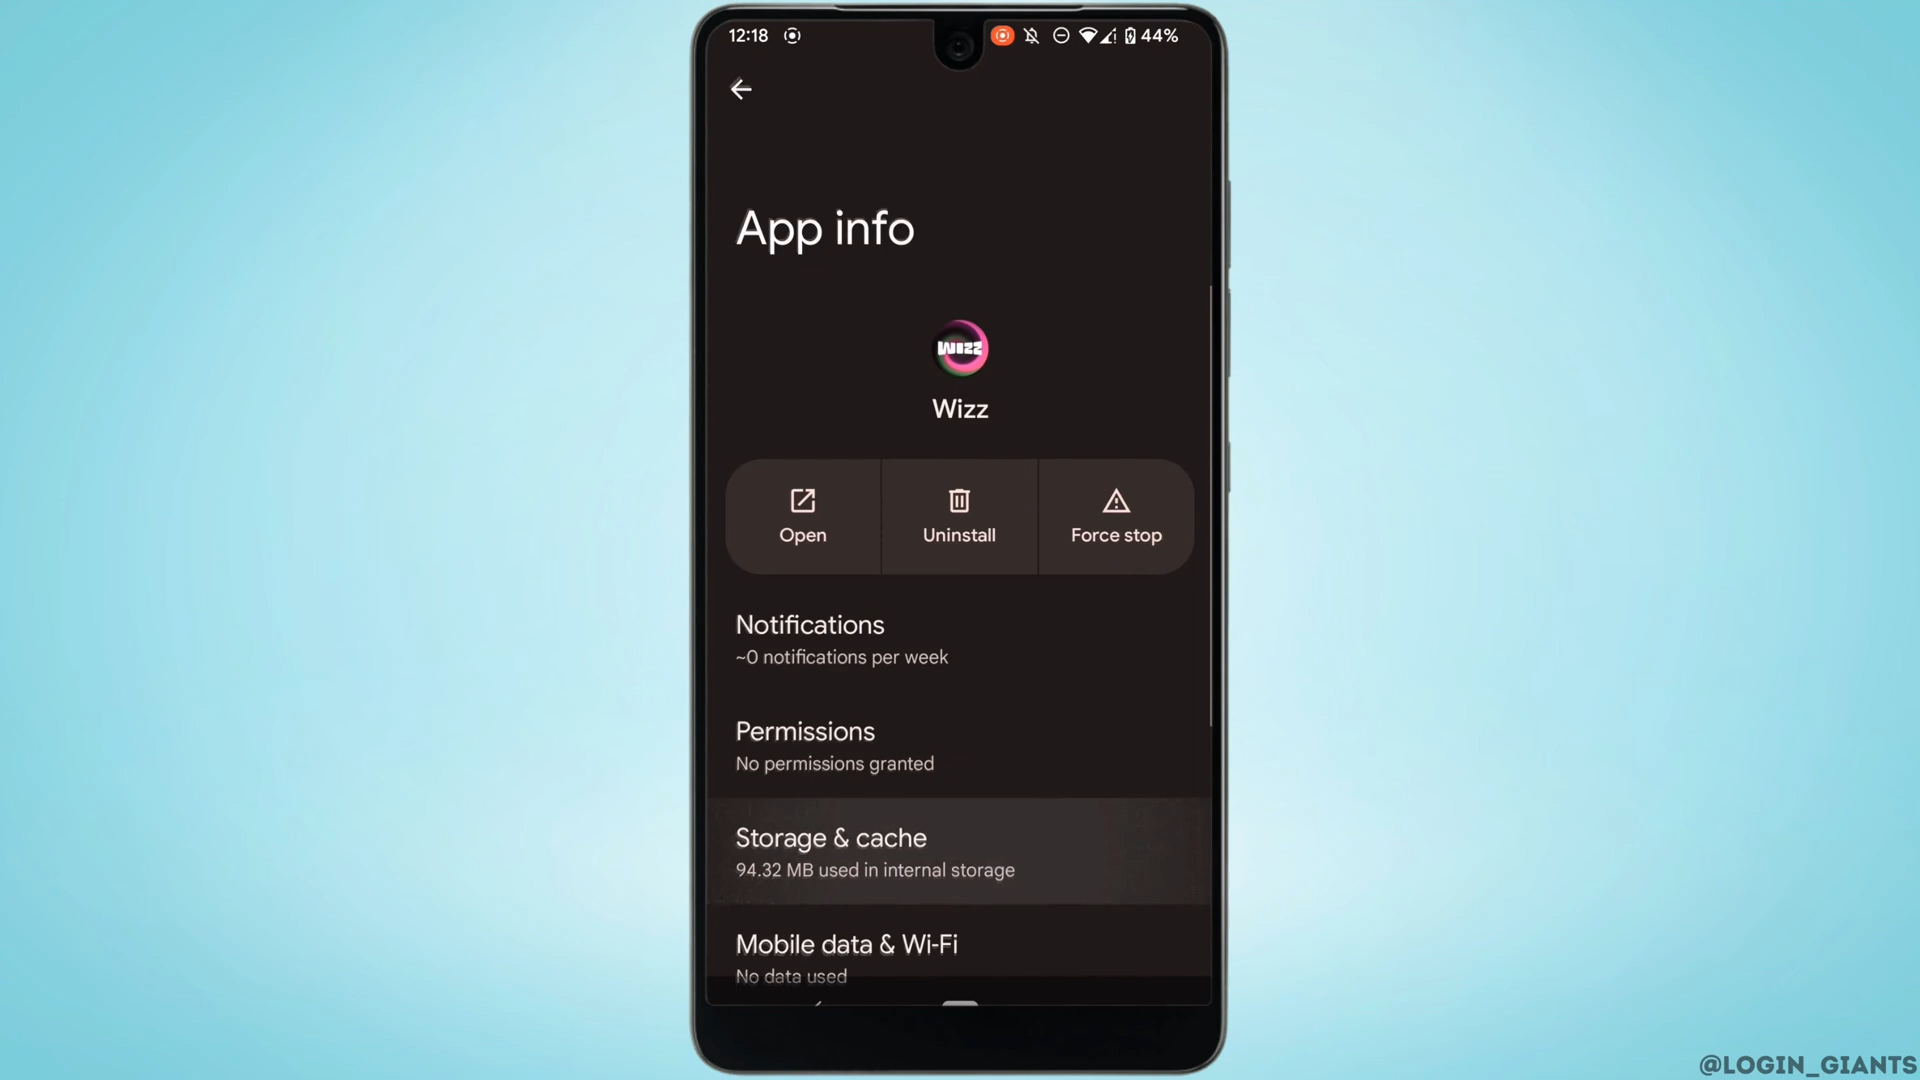 12:18
44%
App info
WIZZ
Wizz
Open
Uninstall
Force stop
Notifications
~0 notifications per week
Permissions
No permissions granted
Storage & cache
94.32 MB used in internal storage
Mobile data & Wi-Fi
No data used
@LOGIN_GIANTS